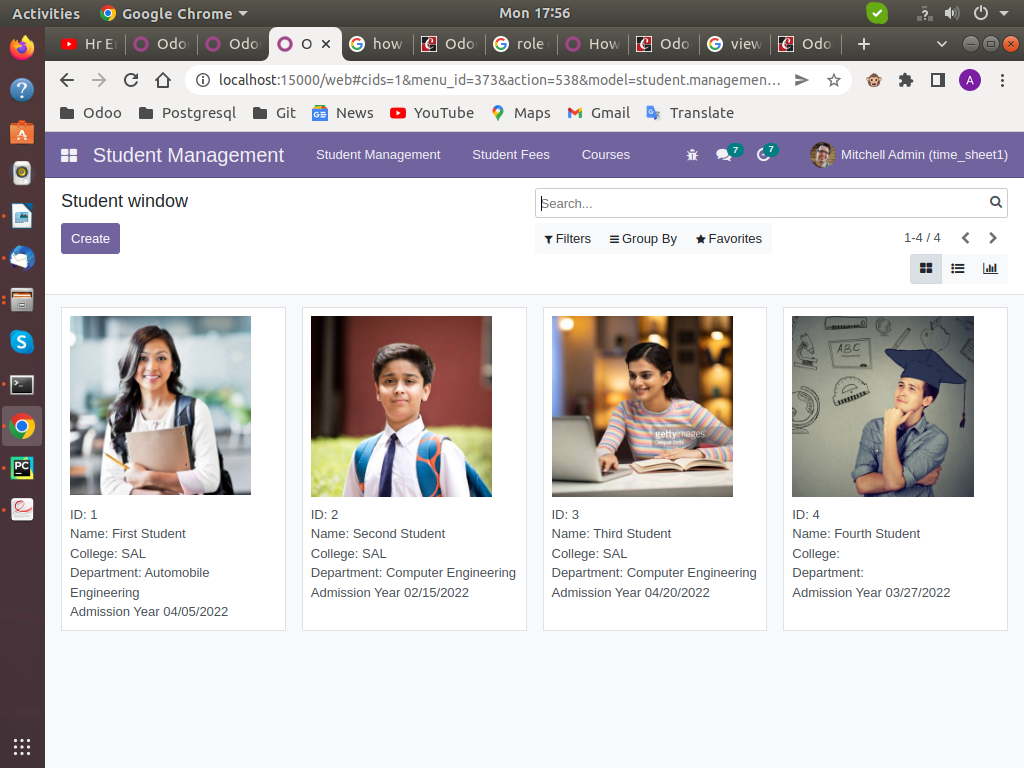 Activities
Google Chrome
Mon 17:56
Hr E
Odo
Odo
O
how
Odo
role
How
Odo
view
Odo
localhost:15000/web#cids=1&menu_id=373&action=538&model=student.managemen...
A
Odoo
Postgresql
Git
News
YouTube
Maps
Gmail
Translate
Student Management
Student Management
Student Fees
Courses
7
7
Mitchell Admin (time_sheet1)
Student window
Search...
Create
Filters
Group By
Favorites
1-4 / 4
ID: 1
Name: First Student
College: SAL
Department: Automobile
Engineering
Admission Year 04/05/2022
ID: 2
Name: Second Student
College: SAL
Department: Computer Engineering
Admission Year 02/15/2022
gettyimages
ID: 3
Name: Third Student
College: SAL
Department: Computer Engineering
Admission Year 04/20/2022
ABC
ID: 4
Name: Fourth Student
College:
Department:
Admission Year 03/27/2022
PC